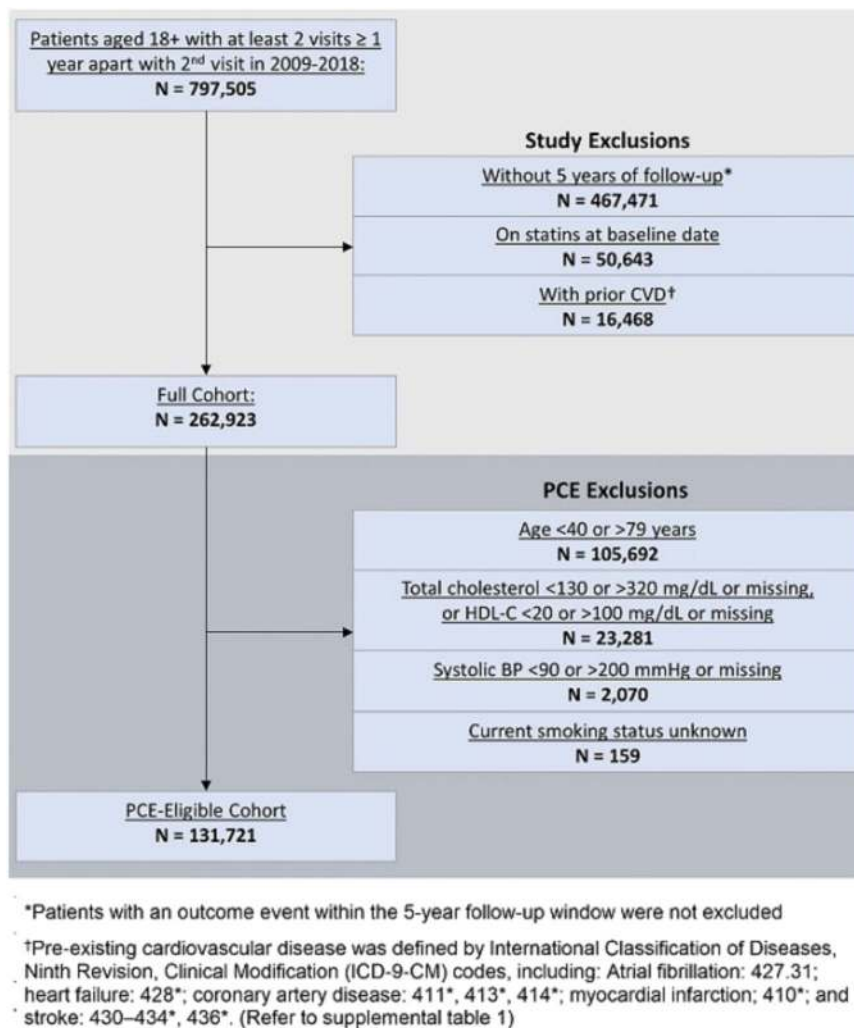 Patients aged 18+ with at least 2 visits ≥ 1
year apart with 2nd visit in 2009-2018:
N = 797,505
Study Exclusions
Without 5 years of follow-up*
N = 467,471
On statins at baseline date
N = 50,643
With prior CVD†
N = 16,468
Full Cohort:
N = 262,923
PCE Exclusions
Age <40 or >79 years
N = 105,692
Total cholesterol <130 or >320 mg/dL or missing,
or HDL-C <20 or >100 mg/dL or missing
N = 23,281
Systolic BP <90 or >200 mmHg or missing
N = 2,070
Current smoking status unknown
N = 159
PCE-Eligible Cohort
N = 131,721
*Patients with an outcome event within the 5-year follow-up window were not excluded
†Pre-existing cardiovascular disease was defined by International Classification of Diseases,
Ninth Revision, Clinical Modification (ICD-9-CM) codes, including: Atrial fibrillation: 427.31;
heart failure: 428*; coronary artery disease: 411*, 413*, 414*; myocardial infarction; 410*; and
stroke: 430–434*, 436*. (Refer to supplemental table 1)